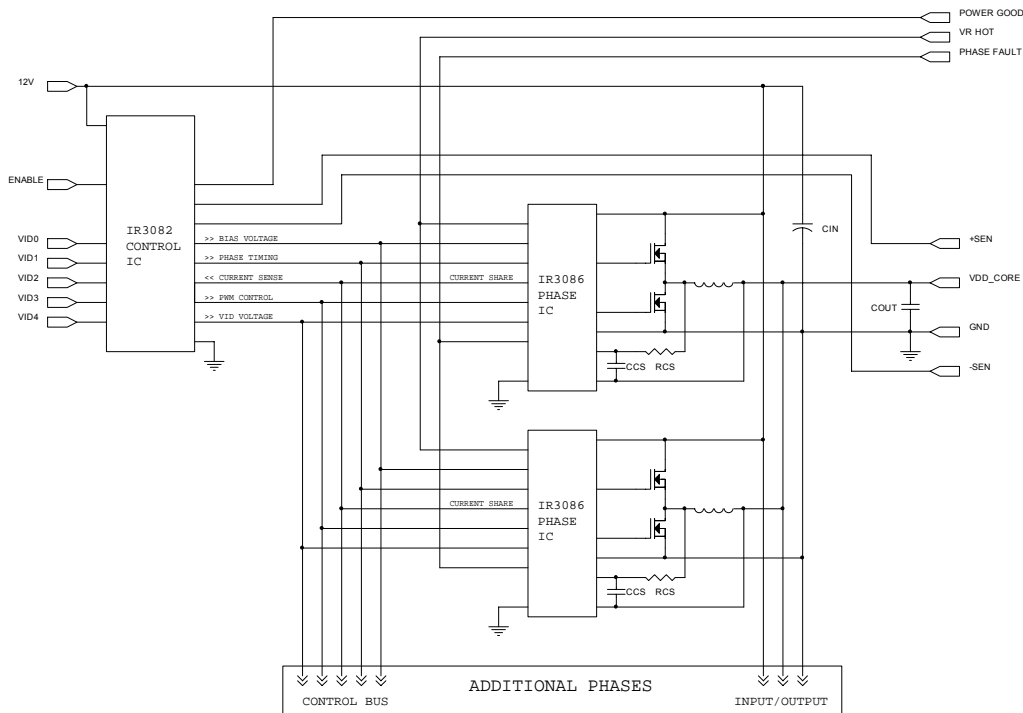 POWER GOOD
VR HOT
PHASE FAULT
12V
ENABLE
IR3082
CONTROL
IC
VID0
VID1
VID2
VID3
VID4
>> BIAS VOLTAGE
>> PHASE TIMING
<< CURRENT SENSE
>> PWM CONTROL
>> VID VOLTAGE
CURRENT SHARE
IR3086
PHASE
IC
CCS
RCS
CIN
+SEN
VDD_CORE
COUT
GND
-SEN
CURRENT SHARE
IR3086
PHASE
IC
CCS
RCS
ADDITIONAL PHASES
CONTROL BUS
INPUT/OUTPUT